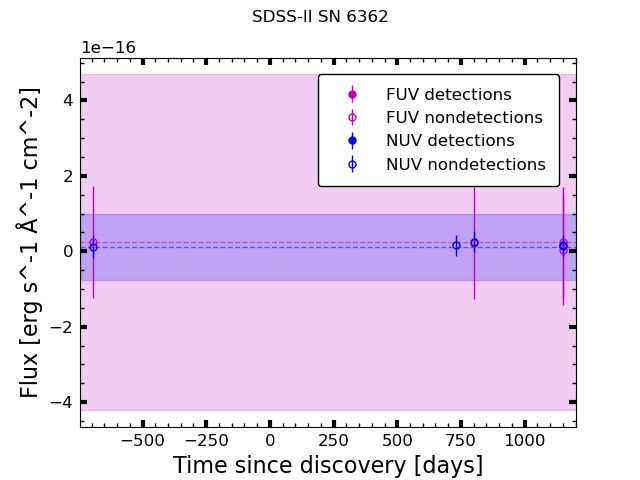 SDSS-II SN 6362
1e−16
FUV detections
FUV nondetections
NUV detections
NUV nondetections
4
2
0
−2
−4
Flux [erg s^-1 Å^-1 cm^-2]
−500
−250
0
250
500
750
1000
Time since discovery [days]